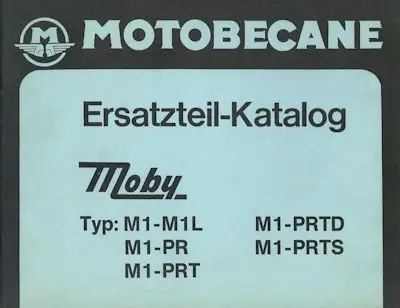 M MOTOBECANE
Ersatzteil-Katalog
Moby
Typ: M1-M1L M1-PRTD
M1-PR M1-PRTS
M1-PRT